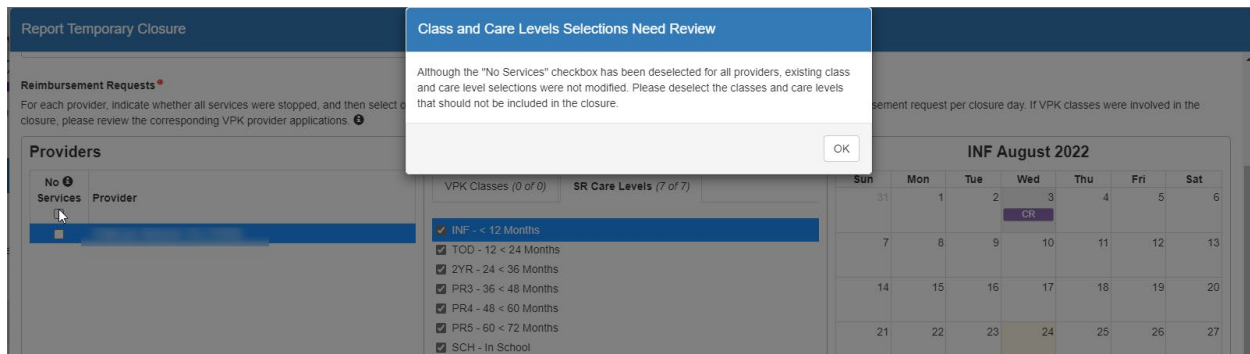 Report Temporary Closure
Class and Care Levels Selections Need Review
Although the "No Services" checkbox has been deselected for all providers, existing class
and care level selections were not modified. Please deselect the classes and care levels
that should not be included in the closure.
OK
Reimbursement Requests*
For each provider, indicate whether all services were stopped, and then select
request per closure day. If VPK classes were involved in the
closure, please review the corresponding VPK provider applications.
Providers
No
Services Provider
VPK Classes (0 of 0) SR Care Levels (7 of 7)
INF - < 12 Months
TOD - 12 < 24 Months
2YR - 24 < 36 Months
PR3 - 36 < 48 Months
PR4 - 48 < 60 Months
PR5 - 60 < 72 Months
SCH - In School
INF August 2022
Sun Mon Tue Wed Thu Fri Sat
31 1 2 3 4 5 6
CR
7 8 9 10 11 12 13
14 15 16 17 18 19 20
21 22 23 24 25 26 27